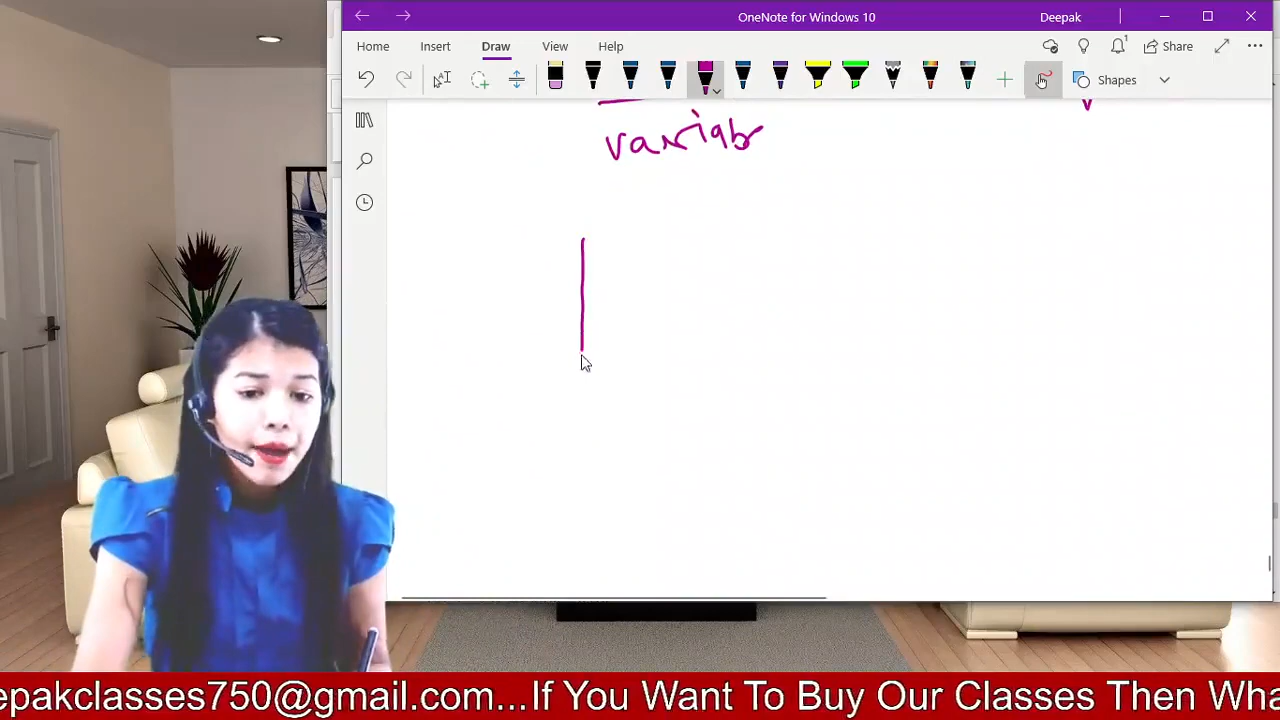 OneNote for Windows 10
Deepak
Home Insert Draw View Help
Share
Shapes
epakclasses750@gmail.com...If You Want To Buy Our Classes Then Wha